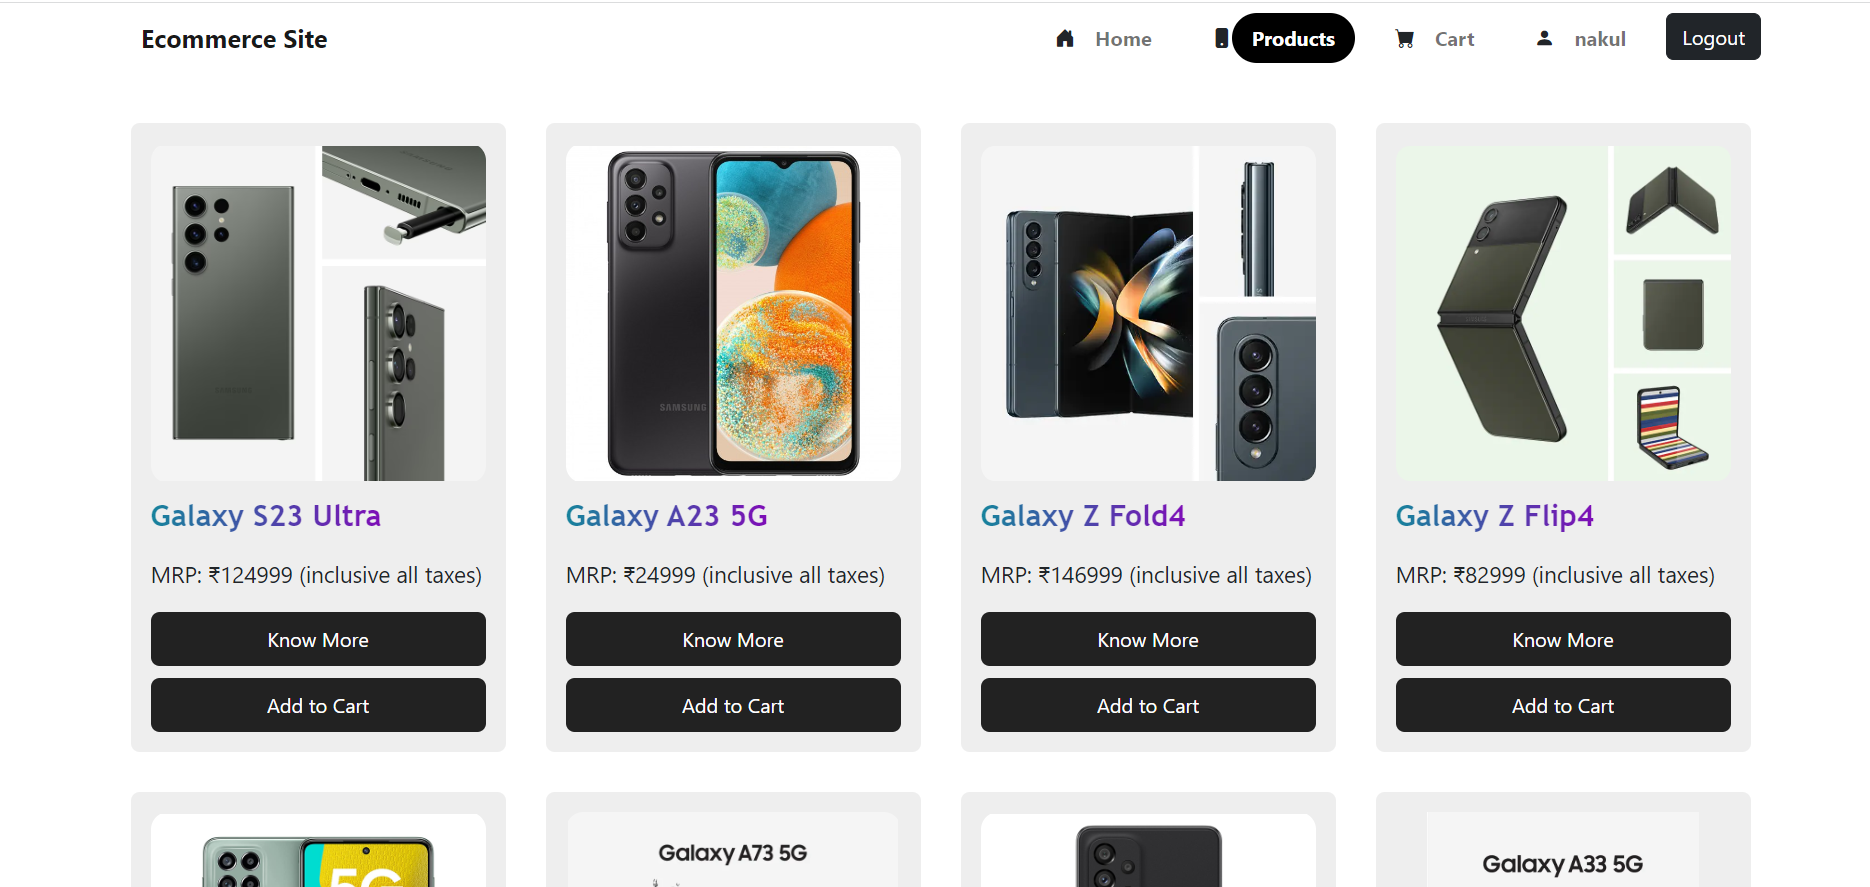 Ecommerce Site
Home
Products
Cart
nakul
Logout
SAMSUNG
Galaxy S23 Ultra
Galaxy A23 5G
Galaxy Z Fold4
Galaxy Z Flip4
MRP: ₹124999 (inclusive all taxes)
MRP: ₹24999 (inclusive all taxes)
MRP: ₹146999 (inclusive all taxes)
MRP: ₹82999 (inclusive all taxes)
Know More
Know More
Know More
Know More
Add to Cart
Add to Cart
Add to Cart
Add to Cart
5G
Galaxy A73 5G
Galaxy A33 5G